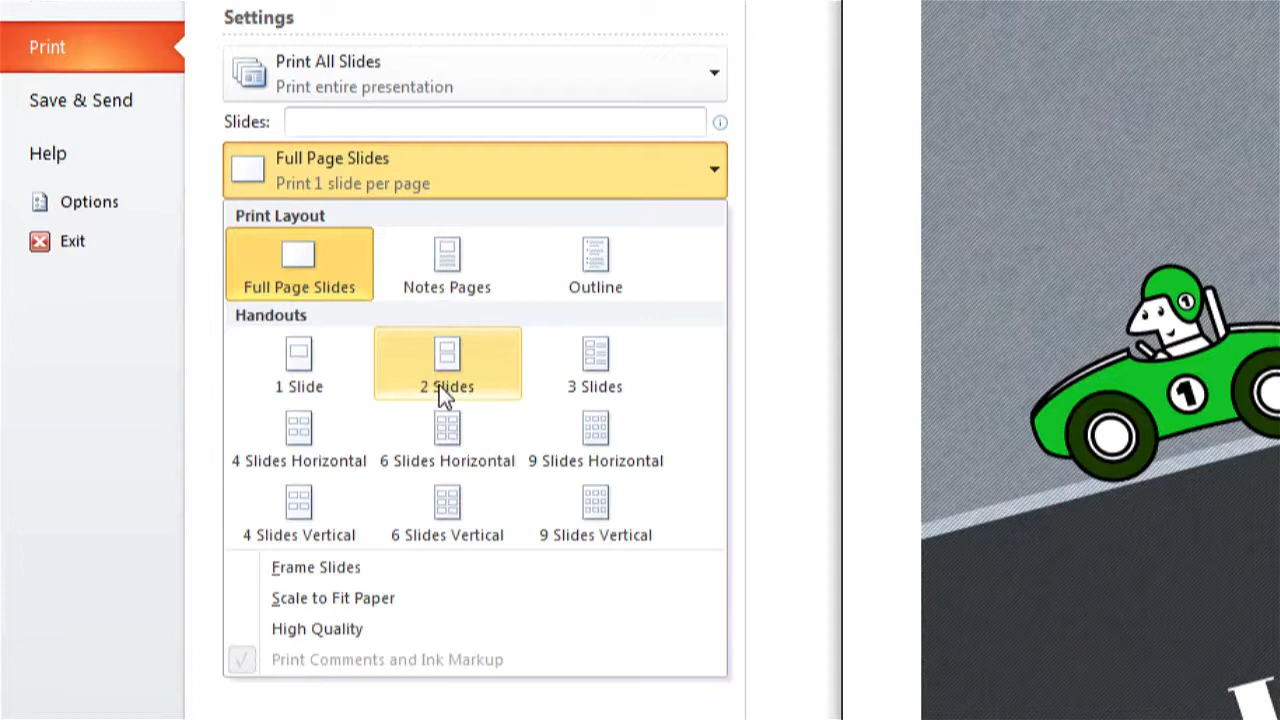 Settings
Print
Print All Slides
Print entire presentation
Save & Send
Slides:
Help
Full Page Slides
Print 1 slide per page
Options
Print Layout
Exit
Full Page Slides Notes Pages Outline
Handouts
1 Slide 2 Slides 3 Slides
4 Slides Horizontal 6 Slides Horizontal 9 Slides Horizontal
4 Slides Vertical 6 Slides Vertical 9 Slides Vertical
Frame Slides
Scale to Fit Paper
High Quality
Print Comments and Ink Markup
1
1